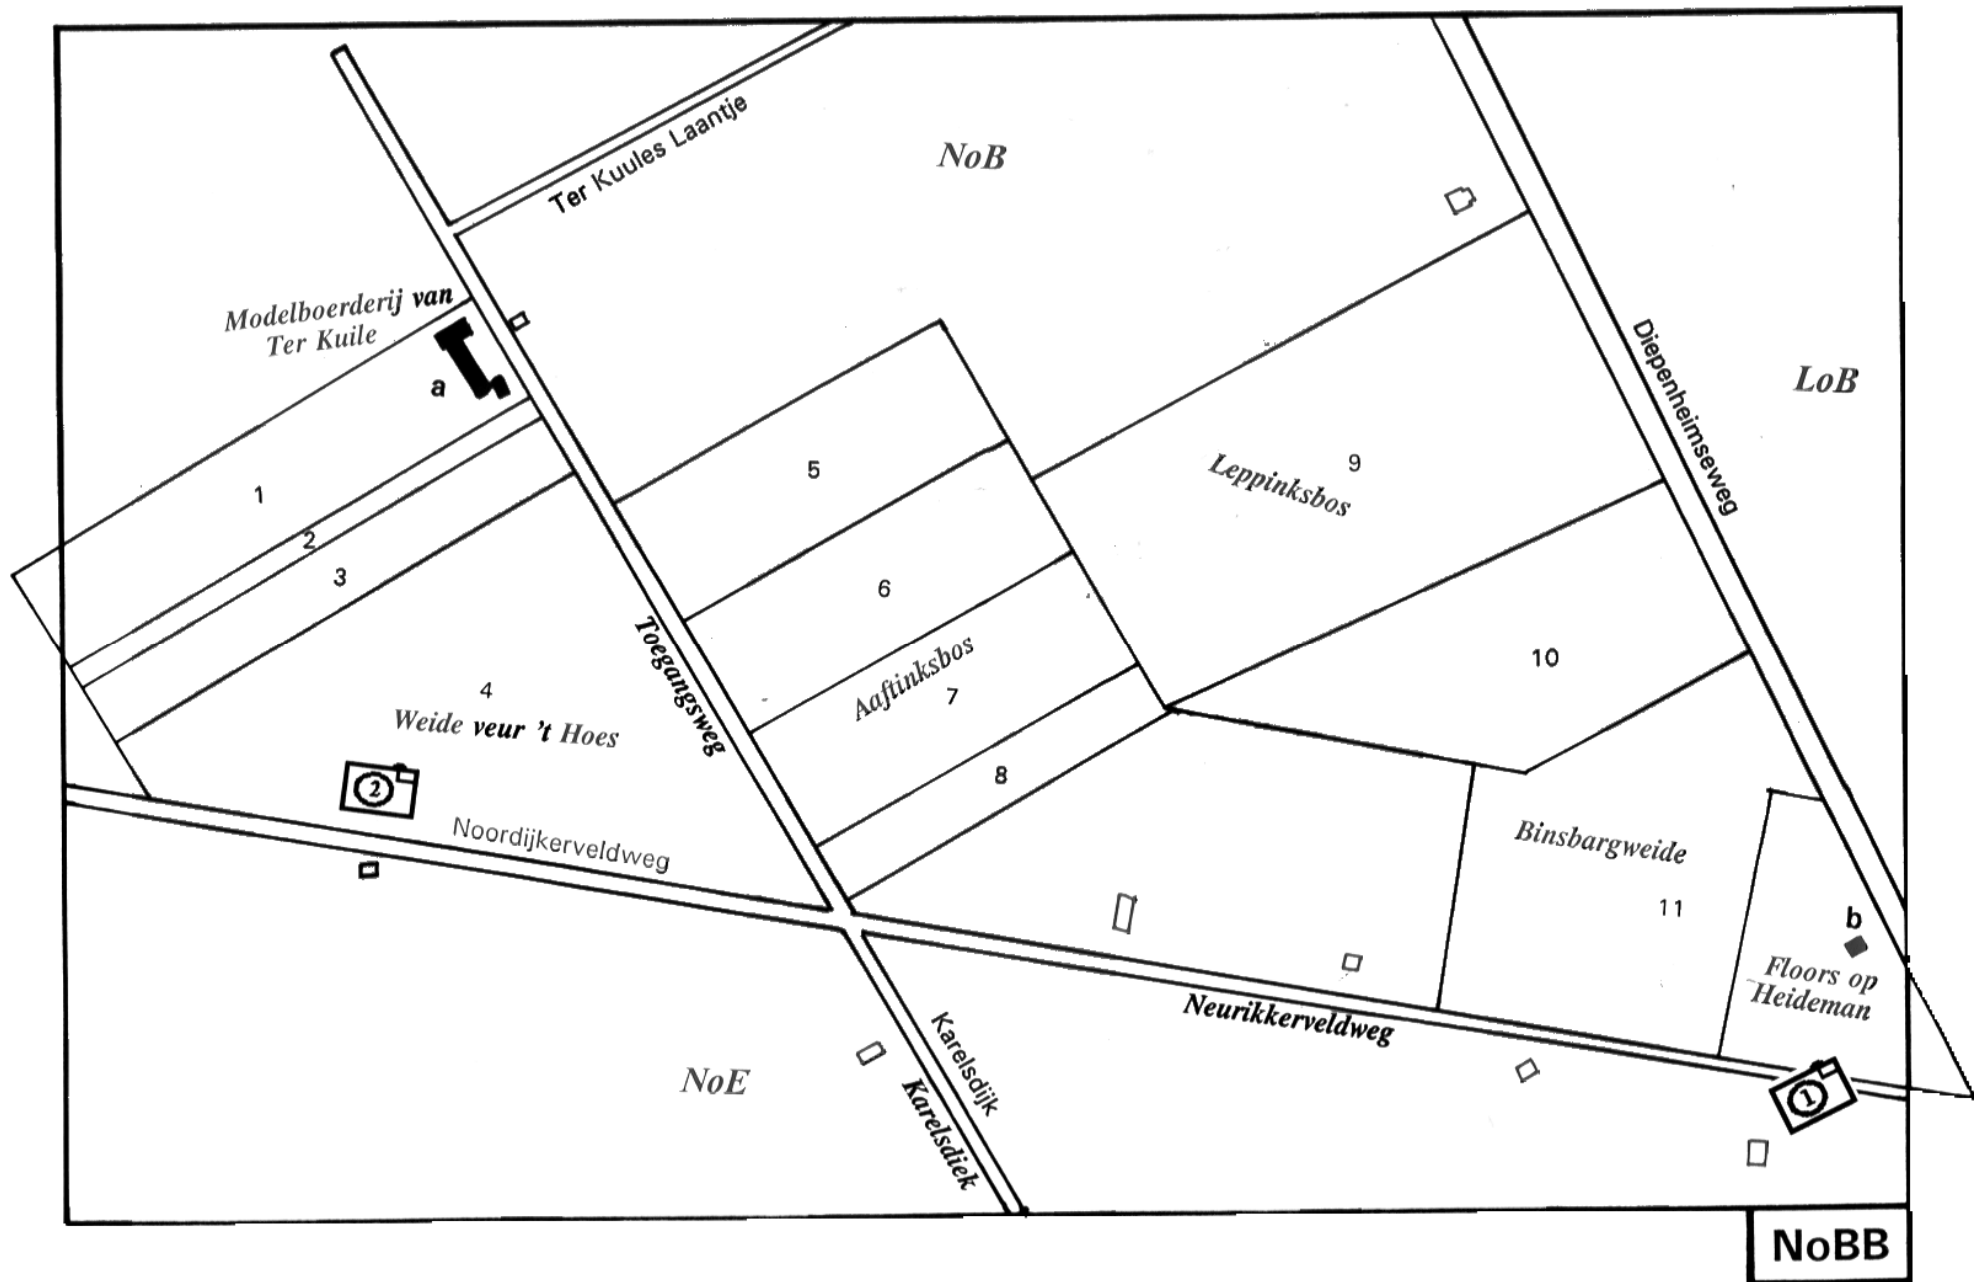 Ter Kuules Laantje
NoB
Modelboerderij van
Ter Kuile
a
Diepenheimseweg
LoB
1
2
3
5
9
Leppinksbos
6
Toegangsweg
Aaftinksbos
7
10
4
Weide veur 't Hoes
2
8
Noordijkerveldweg
Binsbargweide
11
b
Floors op
Heideman
Neurikkerveldweg
Karelsdijk
Karelsdiek
NoE
1
NoBB